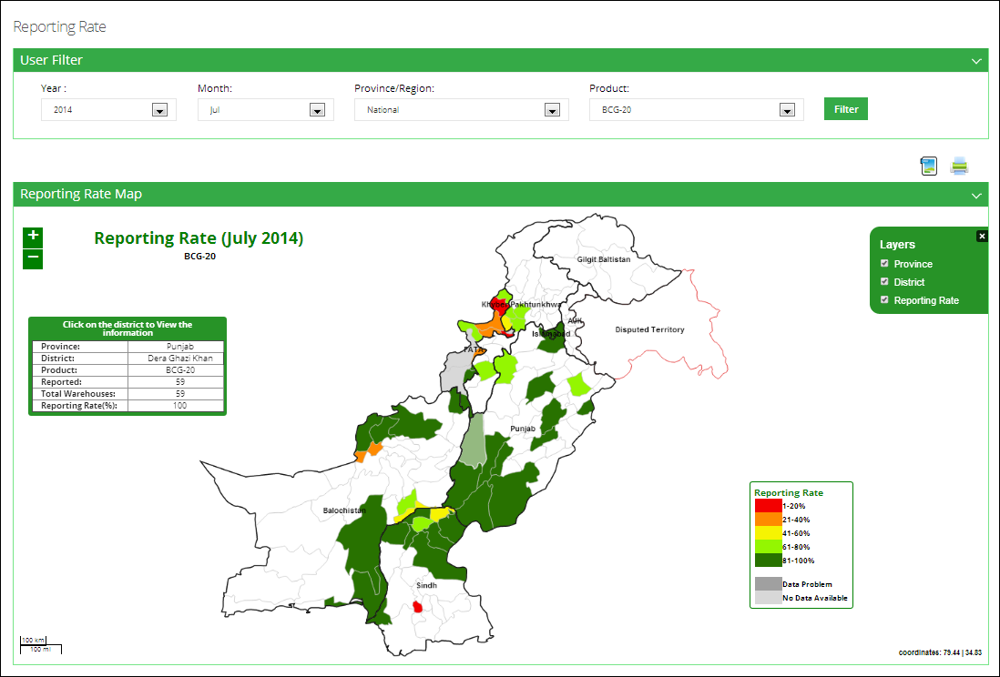 Reporting Rate
User Filter
Year :
Month:
Province/Region:
Product:
2014
Jul
National
BCG-20
Filter
Reporting Rate Map
+
−
Reporting Rate (July 2014)
BCG-20
Layers
Province
District
Reporting Rate
Click on the district to View the
information
Province: Punjab
District: Dera Ghazi Khan
Product: BCG-20
Reported: 59
Total Warehouses: 59
Reporting Rate(%): 100
Gilgit Baltistan
Khyber Pakhtunkhwa
AJK
Disputed Territory
Islamabad
FATA
Punjab
Balochistan
Sindh
Reporting Rate
1-20%
21-40%
41-60%
61-80%
81-100%
Data Problem
No Data Available
100 km
100 mi
coordinates: 79.44 | 34.83